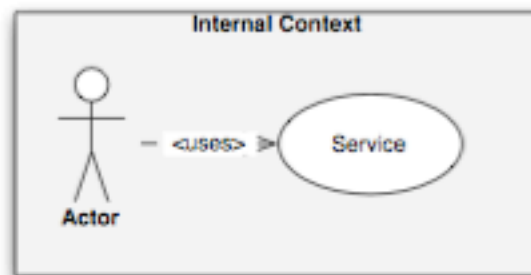 Internal Context
<uses>
Service
Actor